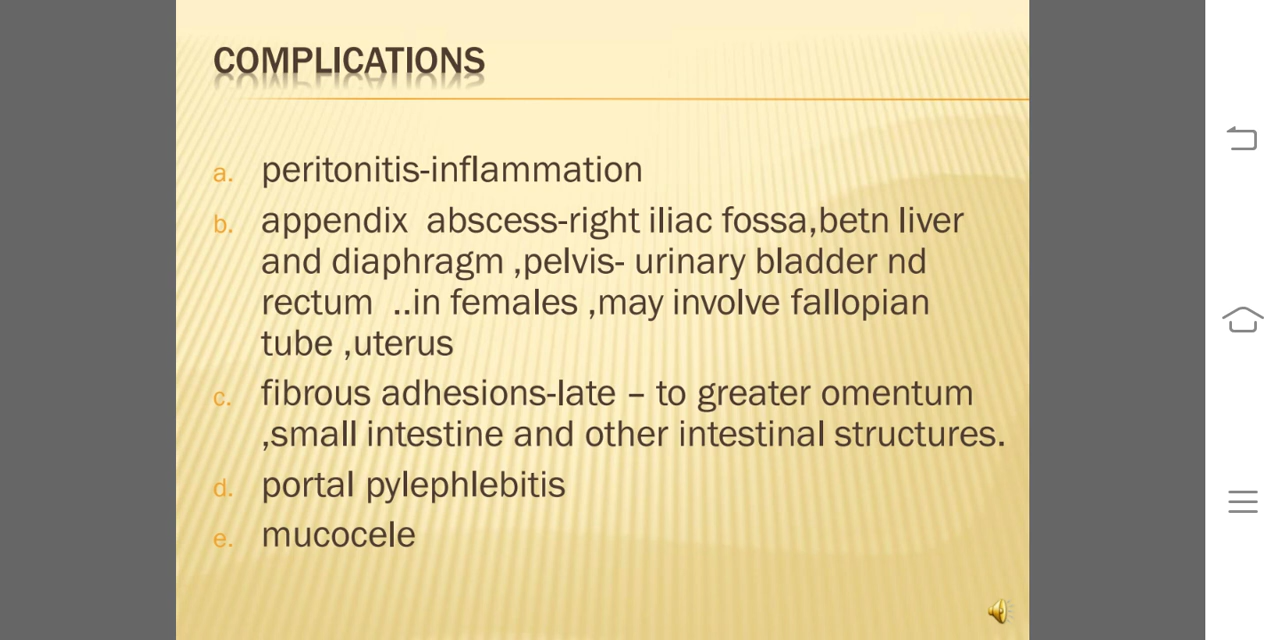 COMPLICATIONS
a. peritonitis-inflammation
b. appendix  abscess-right iliac fossa,betn liver
and diaphragm ,pelvis- urinary bladder nd
rectum  ..in females ,may involve fallopian
tube ,uterus
c. fibrous adhesions-late – to greater omentum
,small intestine and other intestinal structures.
d. portal pylephlebitis
e. mucocele